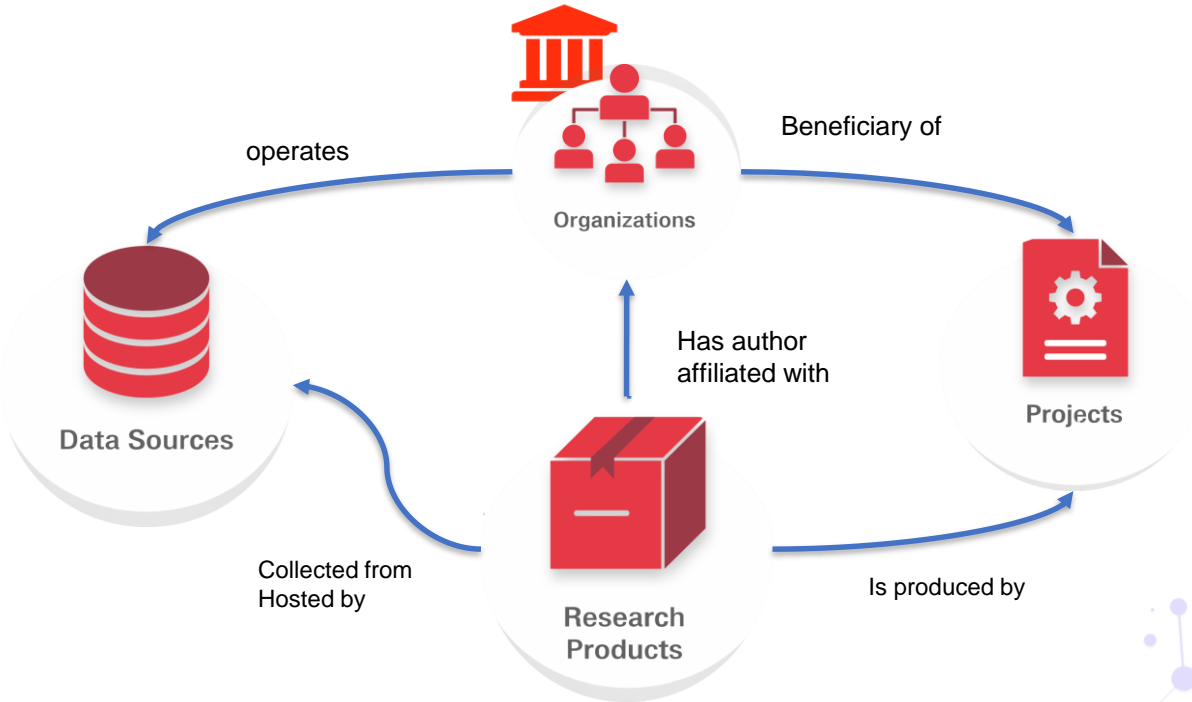 Beneficiary of
operates
Organizations
Has author
affiliated with
Projects
Data Sources
Collected from
Hosted by
Is produced by
Research
Products